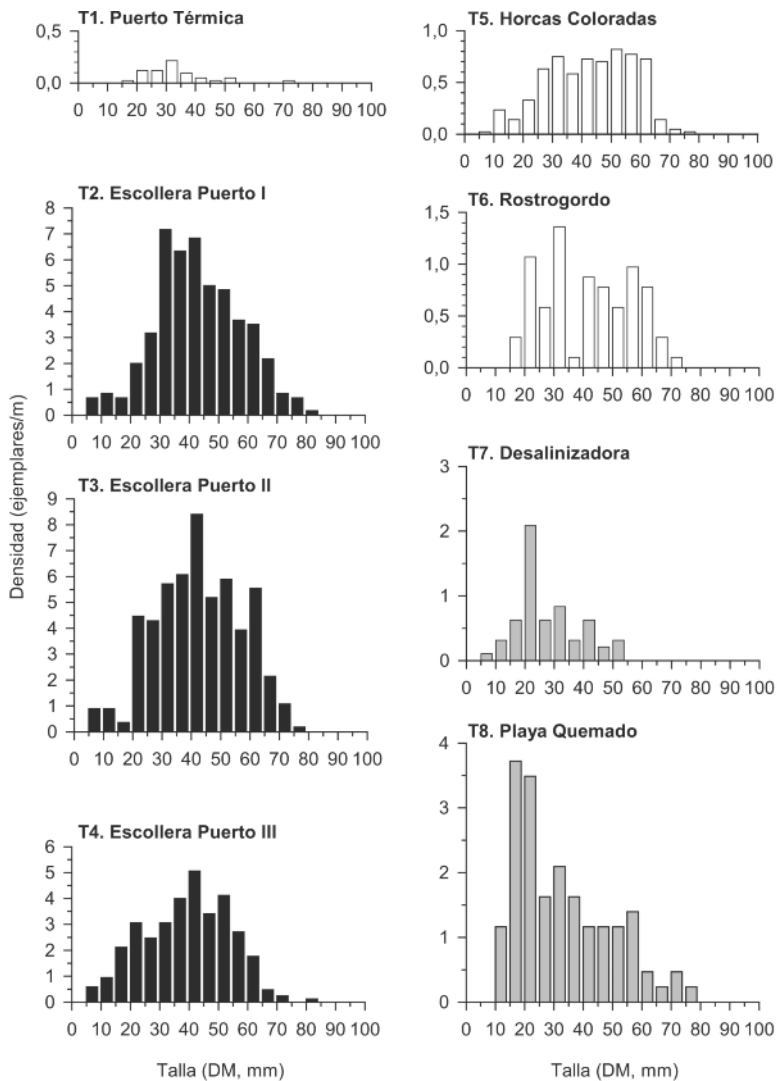 T1. Puerto Térmica
0,5
0,0
0 10 20 30 40 50 60 70 80 90 100
T2. Escollera Puerto I
8
7
6
5
4
3
2
1
0
0 10 20 30 40 50 60 70 80 90 100
T3. Escollera Puerto II
9
8
7
6
5
4
3
2
1
0
0 10 20 30 40 50 60 70 80 90 100
T4. Escollera Puerto III
6
5
4
3
2
1
0
0 10 20 30 40 50 60 70 80 90 100
Talla (DM, mm)
Densidad (ejemplares/m)
T5. Horcas Coloradas
1,0
0,5
0,0
0 10 20 30 40 50 60 70 80 90 100
T6. Rostrogordo
1,5
1,0
0,5
0,0
0 10 20 30 40 50 60 70 80 90 100
T7. Desalinizadora
3
2
1
0
0 10 20 30 40 50 60 70 80 90 100
T8. Playa Quemado
4
3
2
1
0
0 10 20 30 40 50 60 70 80 90 100
Talla (DM, mm)